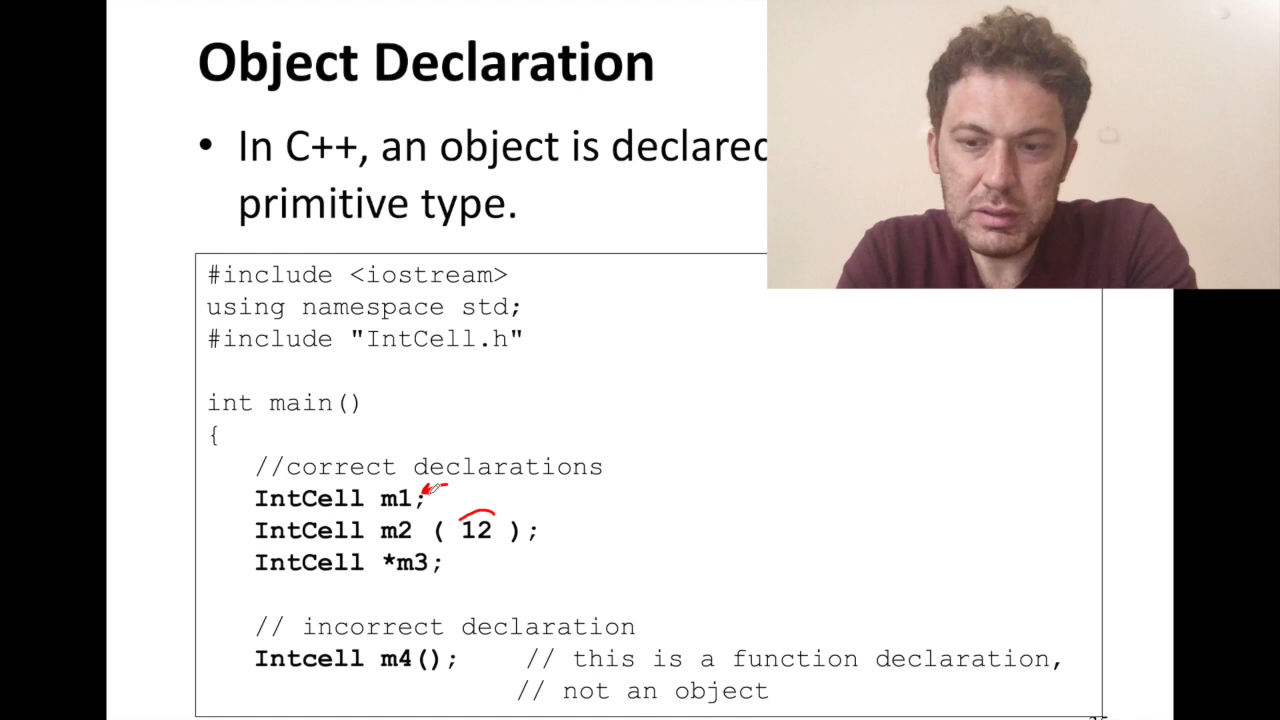 Object Declaration
• In C++, an object is declared
primitive type.
#include <iostream>
using namespace std;
#include "IntCell.h"
int main()
{
//correct declarations
IntCell m1;
IntCell m2 ( 12 );
IntCell *m3;
// incorrect declaration
Intcell m4(); // this is a function declaration,
// not an object